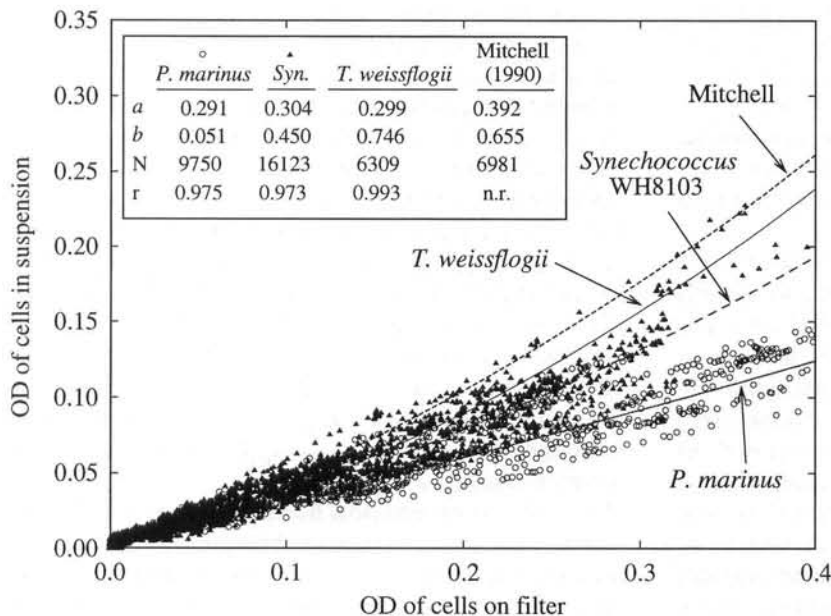 0.35
0.30
0.25
0.20
0.15
0.10
0.05
0.00
OD of cells in suspension
Mitchell
P. marinus Syn. T. weissflogii (1990)
a 0.291 0.304 0.299 0.392
b 0.051 0.450 0.746 0.655
N 9750 16123 6309 6981
r 0.975 0.973 0.993 n.r.
Mitchell
Synechococcus
WH8103
T. weissflogii
P. marinus
0.0 0.1 0.2 0.3 0.4
OD of cells on filter